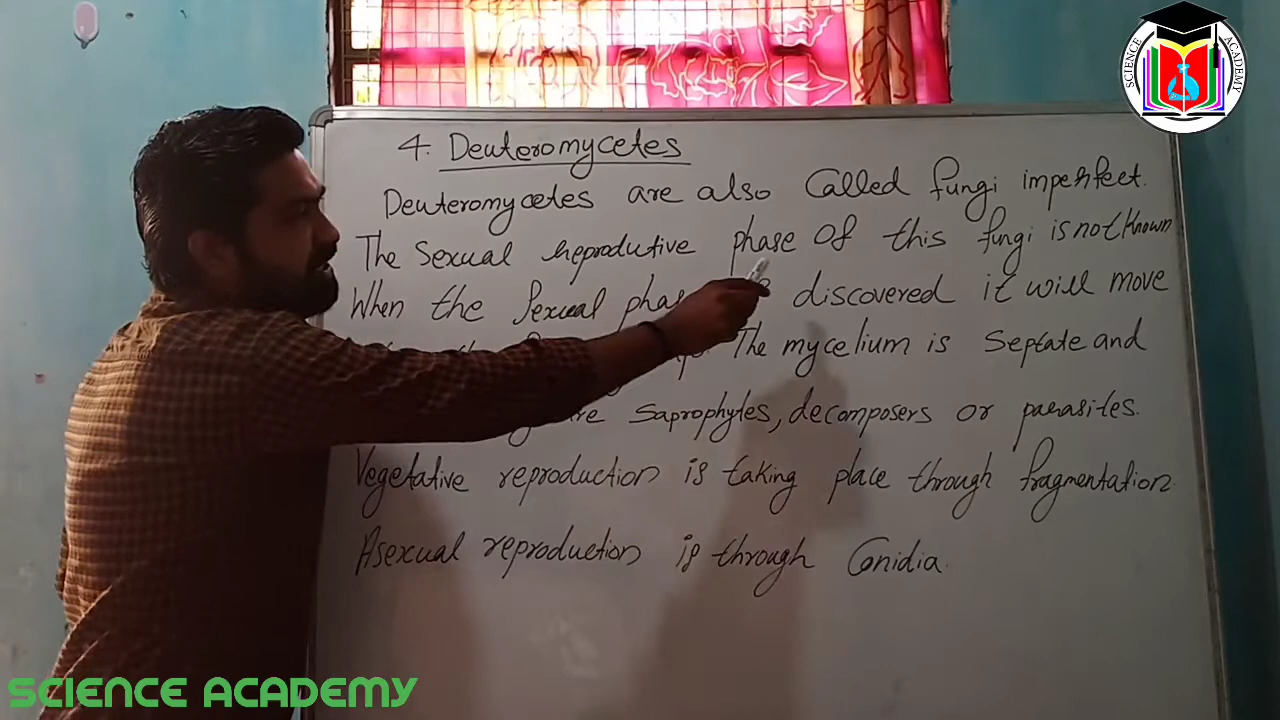 4. Deuteromycetes
Deuteromycetes are also Called fungi imperfect.
The Sexual reproductive phase of this fungi is not known
When the Sexual phase discovered it will move
The mycelium is Septate and
are Saprophytes, decomposers or parasites.
Vegetative reproduction is taking place through fragmentation
Asexual reproduction is through Conidia.
SCIENCE ACADEMY
SCIENCE ACADEMY